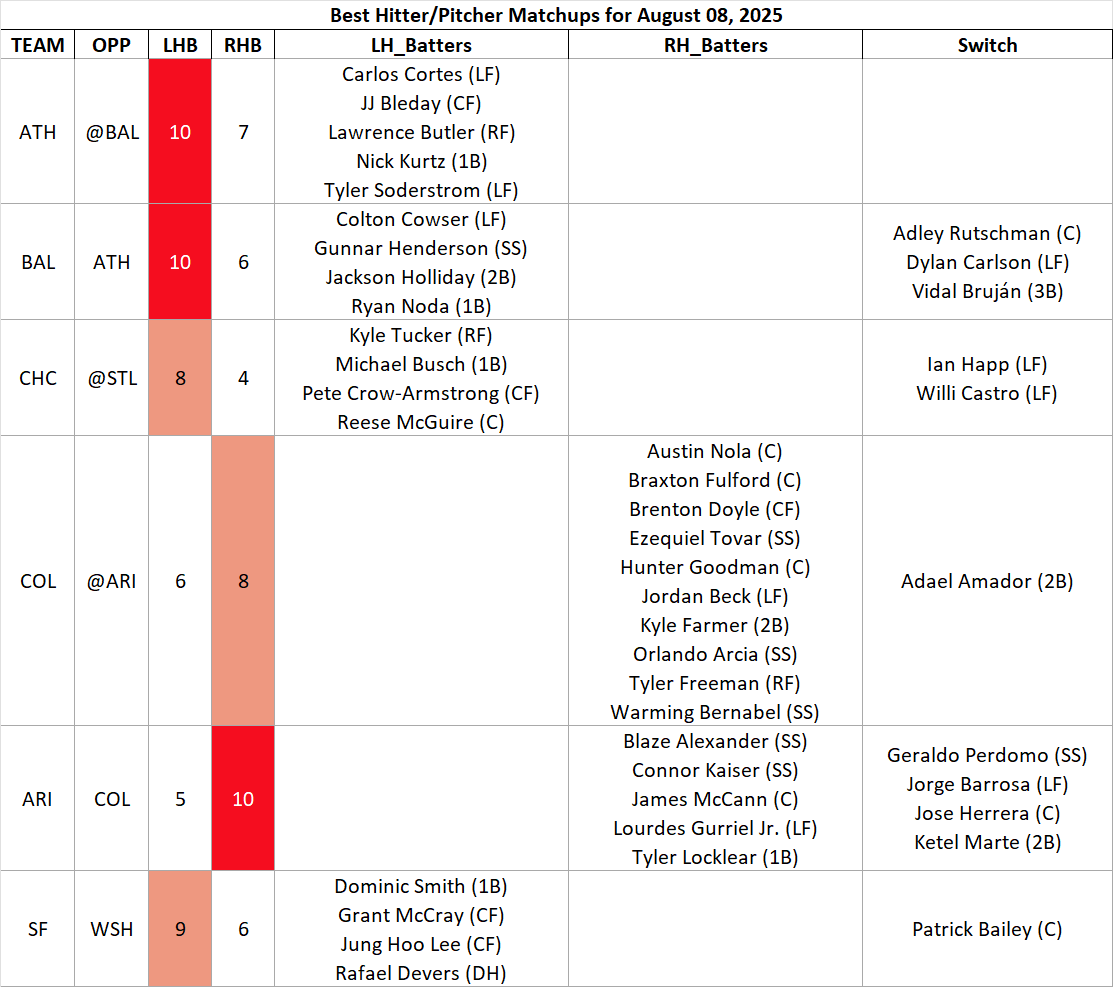 Best Hitter/Pitcher Matchups for August 08, 2025
TEAM OPP LHB RHB LH_Batters RH_Batters Switch
ATH @BAL 10 7
Carlos Cortes (LF)
JJ Bleday (CF)
Lawrence Butler (RF)
Nick Kurtz (1B)
Tyler Soderstrom (LF)
BAL ATH 10 6
Colton Cowser (LF)
Gunnar Henderson (SS)
Jackson Holliday (2B)
Ryan Noda (1B)
Adley Rutschman (C)
Dylan Carlson (LF)
Vidal Bruján (3B)
CHC @STL 8 4
Kyle Tucker (RF)
Michael Busch (1B)
Pete Crow-Armstrong (CF)
Reese McGuire (C)
Ian Happ (LF)
Willi Castro (LF)
COL @ARI 6 8
Austin Nola (C)
Braxton Fulford (C)
Brenton Doyle (CF)
Ezequiel Tovar (SS)
Hunter Goodman (C)
Jordan Beck (LF)
Kyle Farmer (2B)
Orlando Arcia (SS)
Tyler Freeman (RF)
Warming Bernabel (SS)
Adael Amador (2B)
ARI COL 5 10
Blaze Alexander (SS)
Connor Kaiser (SS)
James McCann (C)
Lourdes Gurriel Jr. (LF)
Tyler Locklear (1B)
Geraldo Perdomo (SS)
Jorge Barrosa (LF)
Jose Herrera (C)
Ketel Marte (2B)
SF WSH 9 6
Dominic Smith (1B)
Grant McCray (CF)
Jung Hoo Lee (CF)
Rafael Devers (DH)
Patrick Bailey (C)